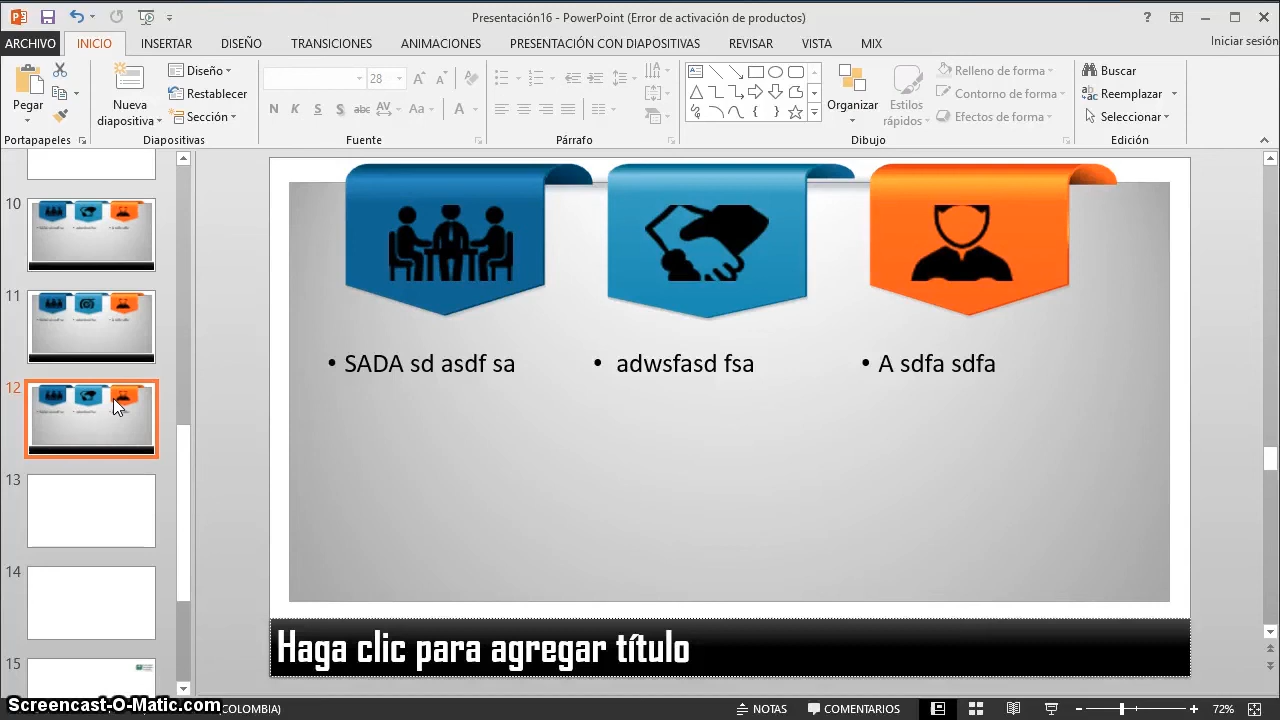 Presentación16 - PowerPoint (Error de activación de productos)
ARCHIVO INICIO INSERTAR DISEÑO TRANSICIONES ANIMACIONES PRESENTACIÓN CON DIAPOSITIVAS REVISAR VISTA MIX Iniciar sesión
Pegar
Nueva diapositiva
Diseño
Restablecer
Sección
28
N K S S abc AV Aa A
Organizar
Estilos rápidos
Relleno de forma
Contorno de forma
Efectos de forma
Buscar
Reemplazar
Seleccionar
Portapapeles Diapositivas Fuente Párrafo Dibujo Edición
10
11
12
13
14
15
• SADA sd asdf sa • adwsfasd fsa • A sdfa sdfa
Haga clic para agregar título
Screencast-O-Matic.com (COLOMBIA) NOTAS COMENTARIOS 72%